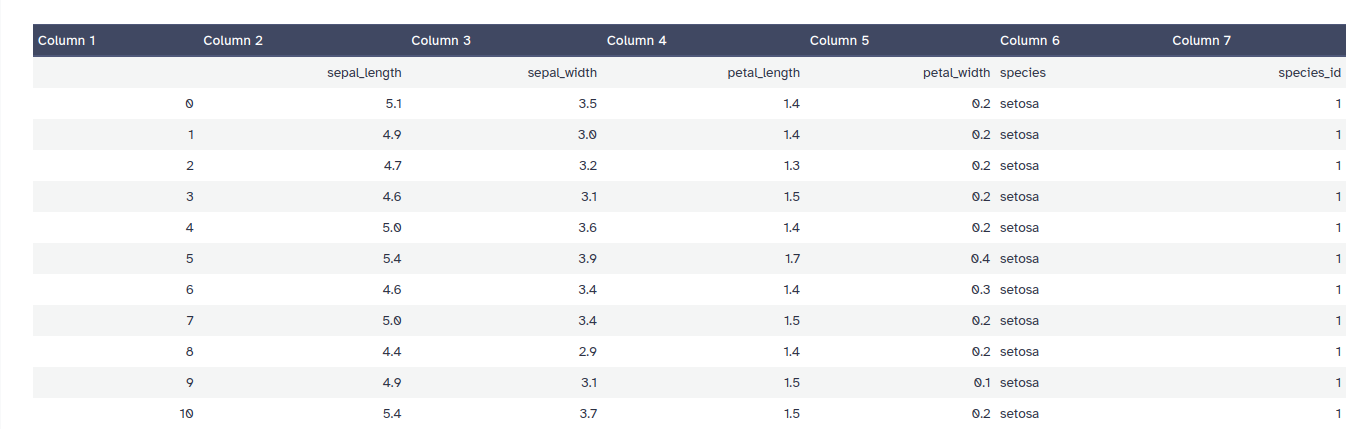 Column 1 Column 2 Column 3 Column 4 Column 5 Column 6 Column 7
sepal_length sepal_width petal_length petal_width species species_id
0 5.1 3.5 1.4 0.2 setosa 1
1 4.9 3.0 1.4 0.2 setosa 1
2 4.7 3.2 1.3 0.2 setosa 1
3 4.6 3.1 1.5 0.2 setosa 1
4 5.0 3.6 1.4 0.2 setosa 1
5 5.4 3.9 1.7 0.4 setosa 1
6 4.6 3.4 1.4 0.3 setosa 1
7 5.0 3.4 1.5 0.2 setosa 1
8 4.4 2.9 1.4 0.2 setosa 1
9 4.9 3.1 1.5 0.1 setosa 1
10 5.4 3.7 1.5 0.2 setosa 1